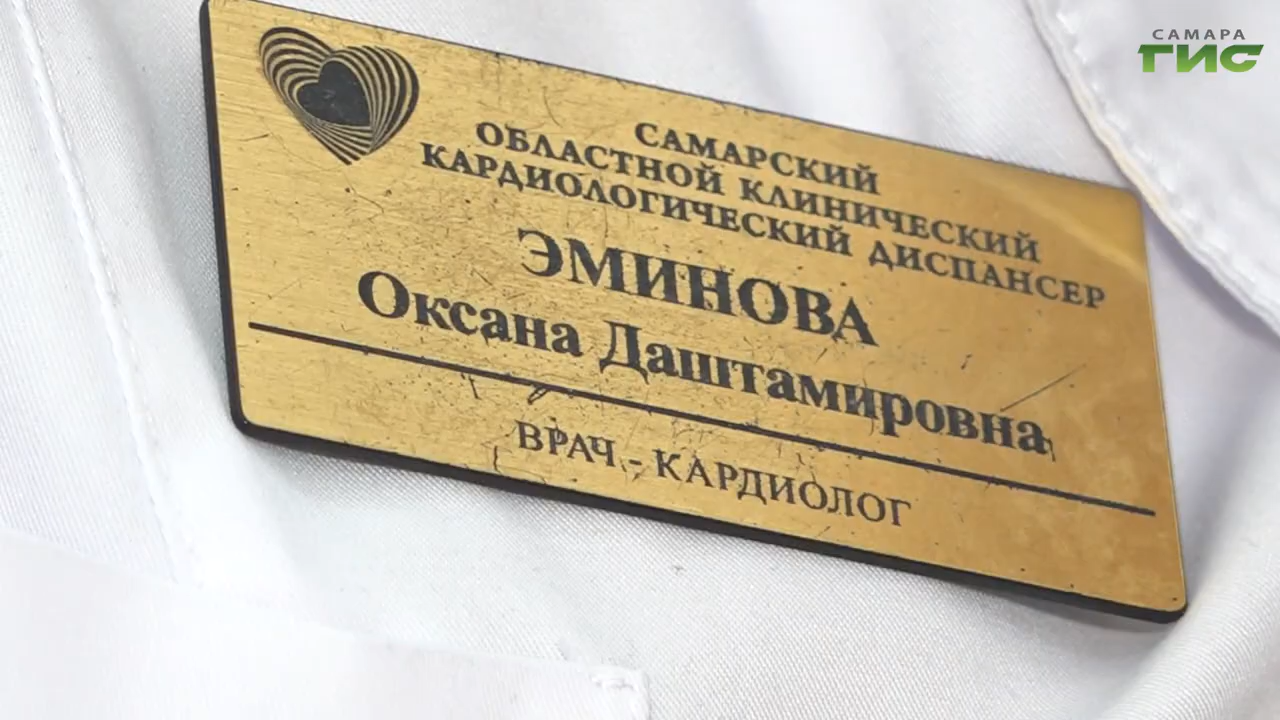 САМАРА
ГИС
САМАРСКИЙ
ОБЛАСТНОЙ КЛИНИЧЕСКИЙ
КАРДИОЛОГИЧЕСКИЙ ДИСПАНСЕР
ЭМИНОВА
Оксана Даштамировна
ВРАЧ - КАРДИОЛОГ